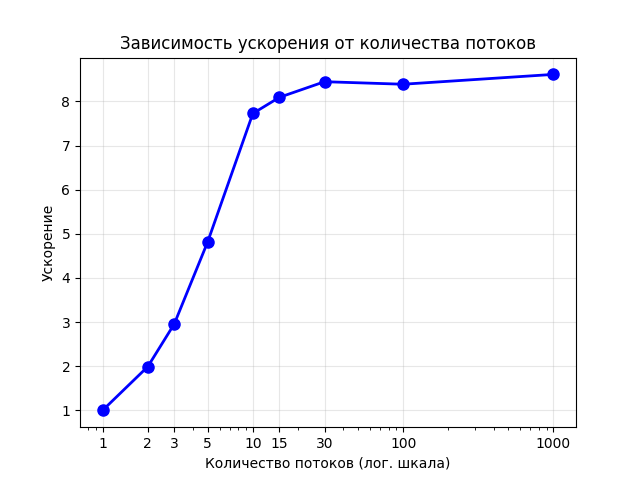 Зависимость ускорения от количества потоков
Ускорение
8
7
6
5
4
3
2
1
1 2 3 5 10 15 30 100 1000
Количество потоков (лог. шкала)